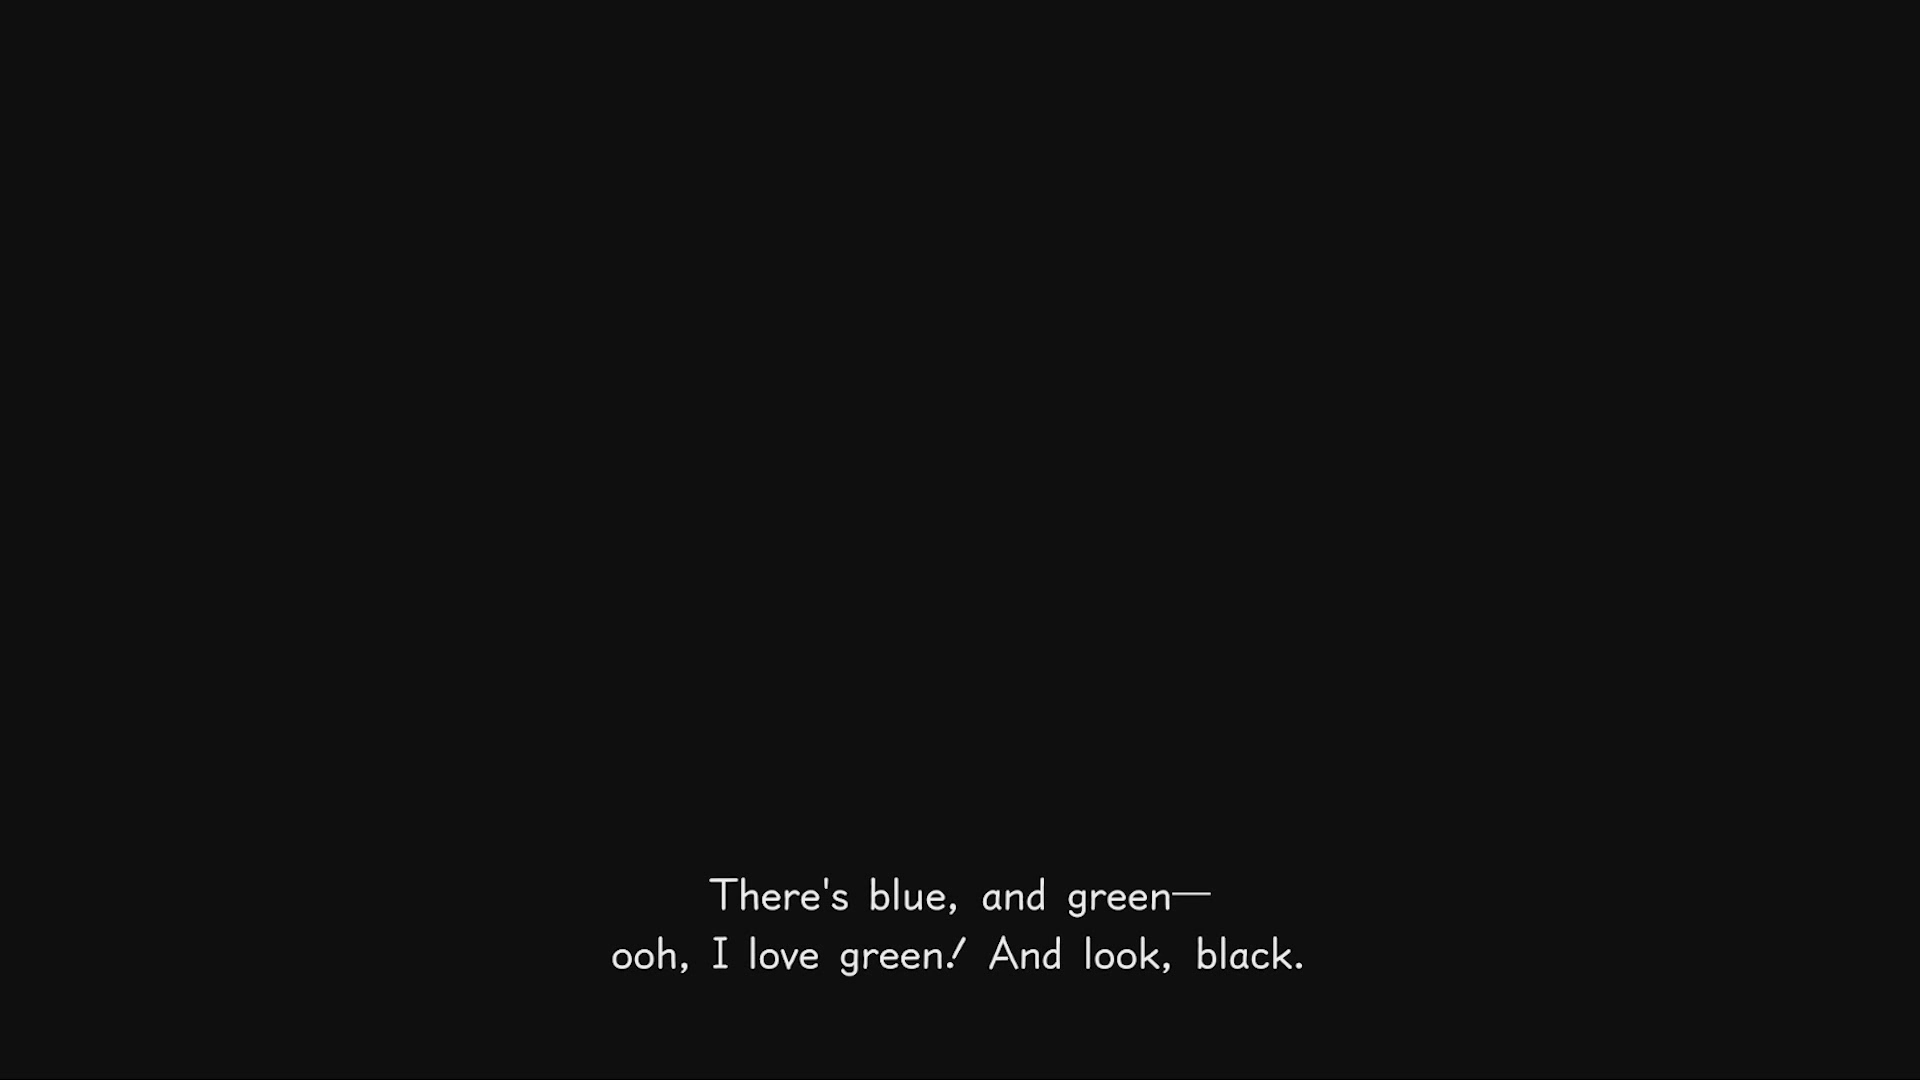 There's blue, and green—
ooh, I love green! And look, black.